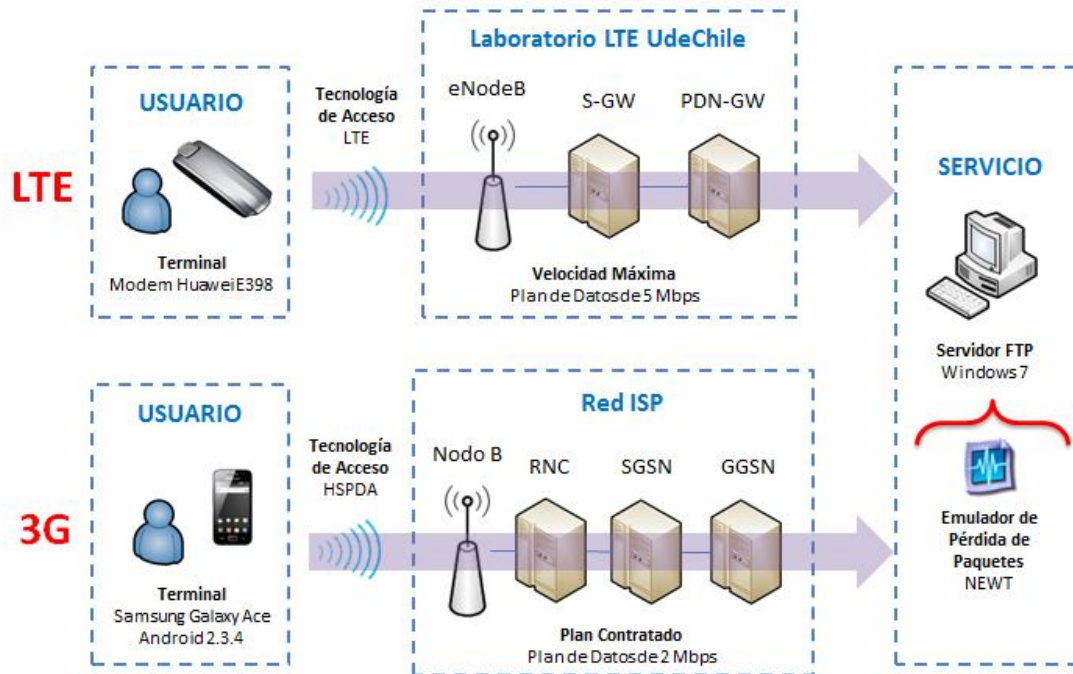 LTE
USUARIO
Terminal
Modem Huawei E398
Tecnología
de Acceso
LTE
Laboratorio LTE UdeChile
eNodeB
S-GW
PDN-GW
Velocidad Máxima
Plan de Datos de 5 Mbps
SERVICIO
Servidor FTP
Windows 7
Emulador de
Pérdida de
Paquetes
NEWT
3G
USUARIO
Terminal
Samsung Galaxy Ace
Android 2.3.4
Tecnología
de Acceso
HSPDA
Red ISP
Nodo B
RNC
SGSN
GGSN
Plan Contratado
Plan de Datos de 2 Mbps